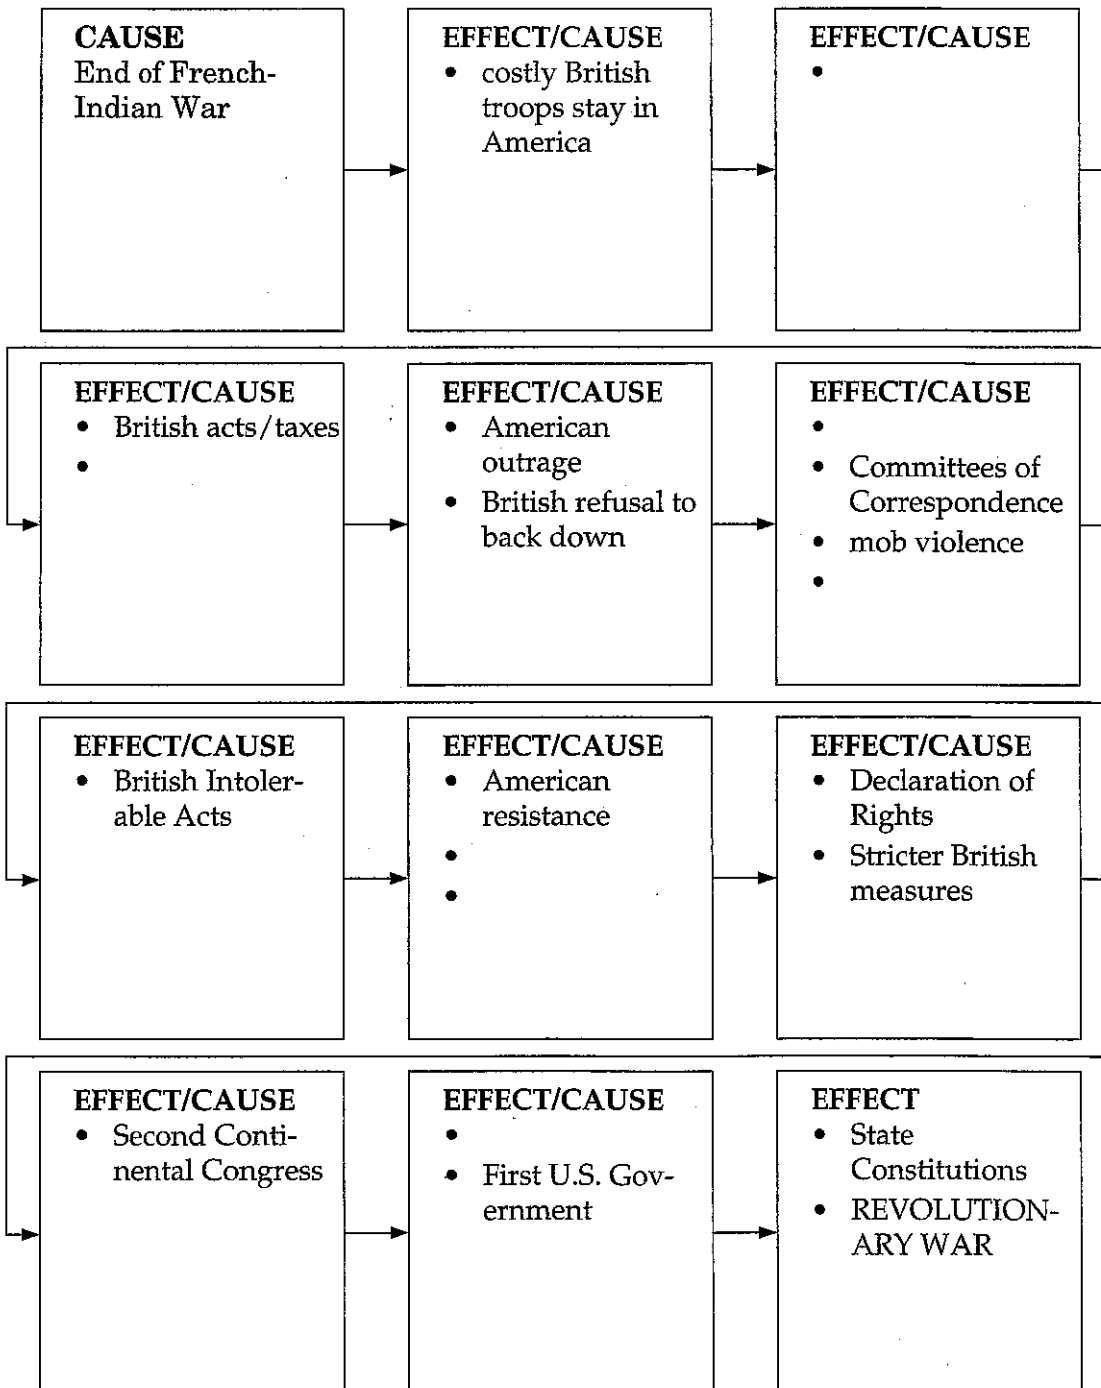 CAUSE
End of French-
Indian War
EFFECT/CAUSE
• costly British
troops stay in
America
EFFECT/CAUSE
•
EFFECT/CAUSE
• British acts/taxes
•
EFFECT/CAUSE
• American
outrage
• British refusal to
back down
EFFECT/CAUSE
•
• Committees of
Correspondence
• mob violence
•
EFFECT/CAUSE
• British Intoler-
able Acts
EFFECT/CAUSE
• American
resistance
•
•
EFFECT/CAUSE
• Declaration of
Rights
• Stricter British
measures
EFFECT/CAUSE
• Second Conti-
nental Congress
EFFECT/CAUSE
•
• First U.S. Gov-
ernment
EFFECT
• State
Constitutions
• REVOLUTION-
ARY WAR